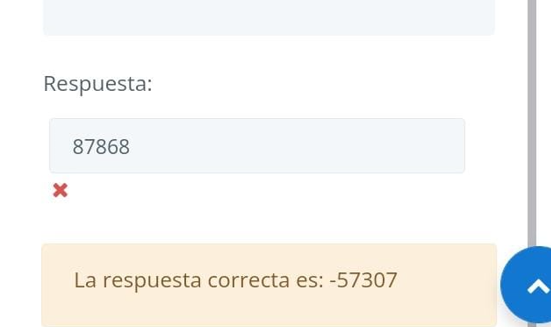 Respuesta:
87868
La respuesta correcta es: -57307